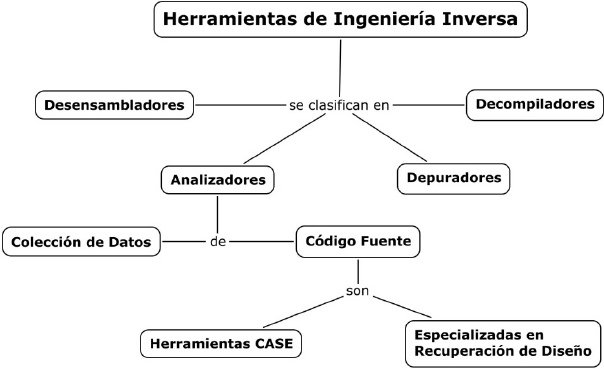 Herramientas de Ingeniería Inversa
Desensambladores
se clasifican en
Decompiladores
Analizadores
Depuradores
Colección de Datos
de
Código Fuente
son
Herramientas CASE
Especializadas en
Recuperación de Diseño